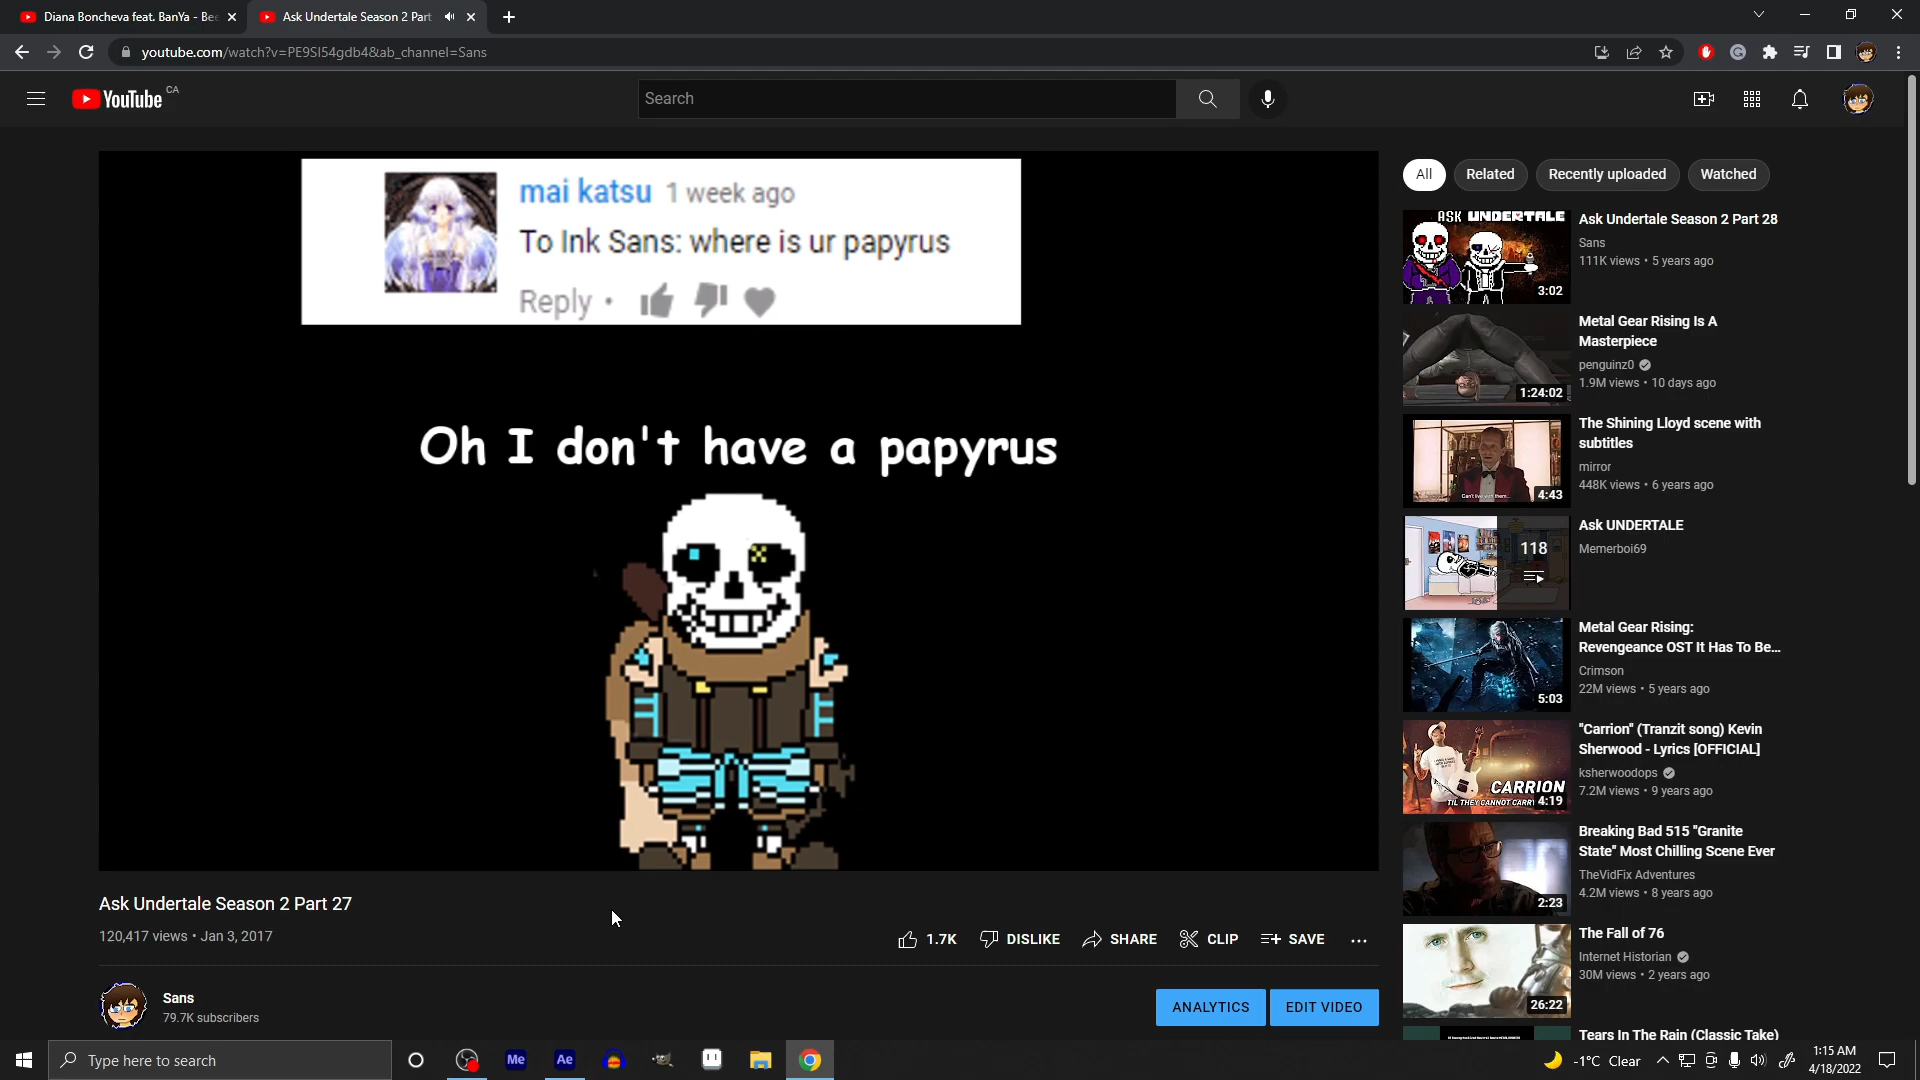 Diana Boncheva feat. BanYa - Bee
Ask Undertale Season 2 Part
youtube.com/watch?v=PE9SI54gdb4&ab_channel=Sans
YouTube CA
Search
mai katsu 1 week ago
To Ink Sans: where is ur papyrus
Reply •
Oh I don't have a papyrus
Ask Undertale Season 2 Part 27
120,417 views • Jan 3, 2017
1.7K DISLIKE SHARE CLIP SAVE
Sans
79.7K subscribers
ANALYTICS EDIT VIDEO
All Related Recently uploaded Watched
ASK UNDERTALE
3:02
Ask Undertale Season 2 Part 28
Sans
111K views • 5 years ago
1:24:02
Metal Gear Rising Is A
Masterpiece
penguinz0
1.9M views • 10 days ago
Can't live with them...
4:43
The Shining Lloyd scene with
subtitles
mirror
448K views • 6 years ago
118
Ask UNDERTALE
Memerboi69
5:03
Metal Gear Rising:
Revengeance OST It Has To Be...
Crimson
22M views • 5 years ago
CARRION
TIL THEY CANNOT CARRY
4:19
"Carrion" (Tranzit song) Kevin
Sherwood - Lyrics [OFFICIAL]
ksherwoodops
7.2M views • 9 years ago
2:23
Breaking Bad 515 "Granite
State" Most Chilling Scene Ever
TheVidFix Adventures
4.2M views • 8 years ago
26:22
The Fall of 76
Internet Historian
30M views • 2 years ago
Tears In The Rain (Classic Take)
Type here to search
Me
Ae
-1°C Clear
1:15 AM
4/18/2022